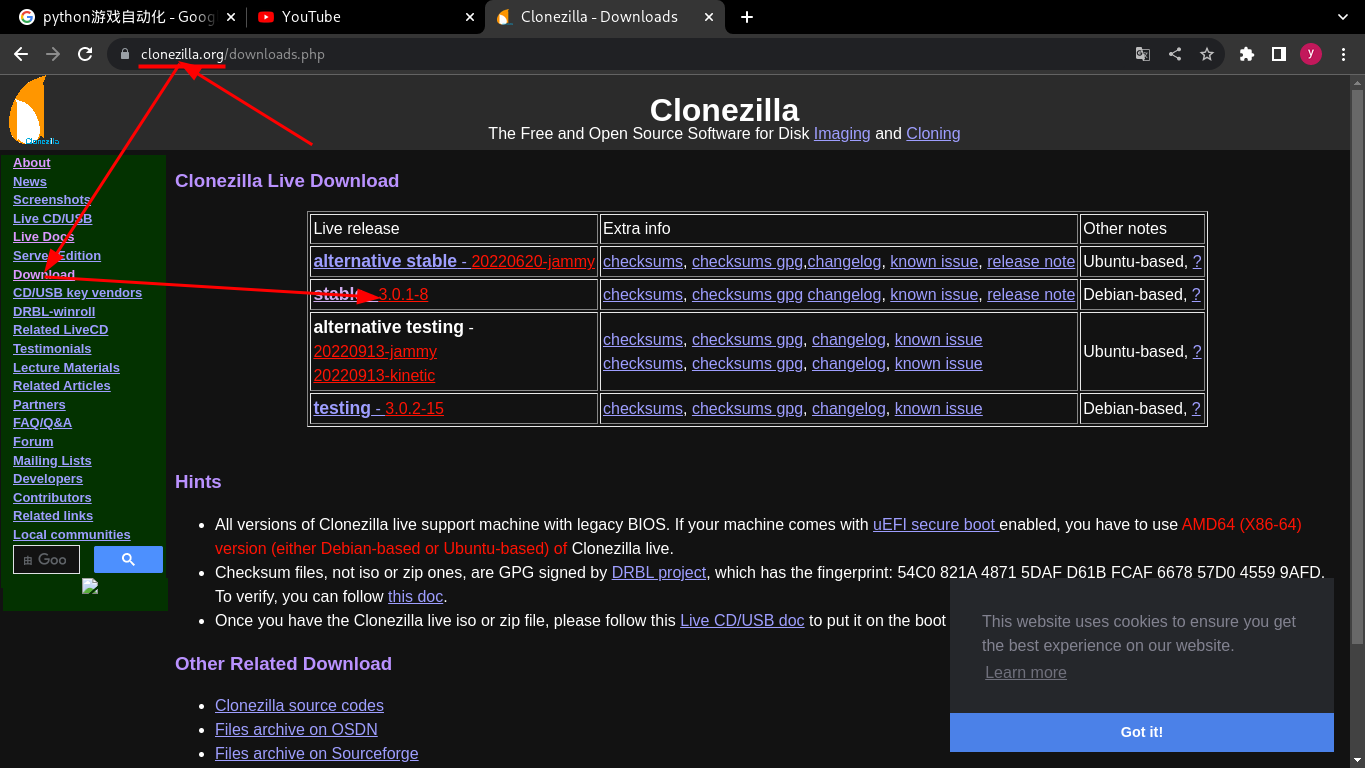 python游戏自动化 - Goog
YouTube
Clonezilla - Downloads
clonezilla.org/downloads.php
y
Clonezilla
Clonezilla
The Free and Open Source Software for Disk Imaging and Cloning
About
News
Screenshots
Live CD/USB
Live Docs
Server Edition
Download
CD/USB key vendors
DRBL-winroll
Related LiveCD
Testimonials
Lecture Materials
Related Articles
Partners
FAQ/Q&A
Forum
Mailing Lists
Developers
Contributors
Related links
Local communities
由 Goo
Clonezilla Live Download
Live release Extra info Other notes
alternative stable - 20220620-jammy checksums, checksums gpg,changelog, known issue, release note Ubuntu-based, ?
stable - 3.0.1-8 checksums, checksums gpg changelog, known issue, release note Debian-based, ?
alternative testing -
20220913-jammy
20220913-kinetic
checksums, checksums gpg, changelog, known issue
checksums, checksums gpg, changelog, known issue
Ubuntu-based, ?
testing - 3.0.2-15 checksums, checksums gpg, changelog, known issue Debian-based, ?
Hints
• All versions of Clonezilla live support machine with legacy BIOS. If your machine comes with uEFI secure boot enabled, you have to use AMD64 (X86-64)
version (either Debian-based or Ubuntu-based) of Clonezilla live.
• Checksum files, not iso or zip ones, are GPG signed by DRBL project, which has the fingerprint: 54C0 821A 4871 5DAF D61B FCAF 6678 57D0 4559 9AFD.
To verify, you can follow this doc.
• Once you have the Clonezilla live iso or zip file, please follow this Live CD/USB doc to put it on the boot
Other Related Download
• Clonezilla source codes
• Files archive on OSDN
• Files archive on Sourceforge
This website uses cookies to ensure you get
the best experience on our website.
Learn more
Got it!